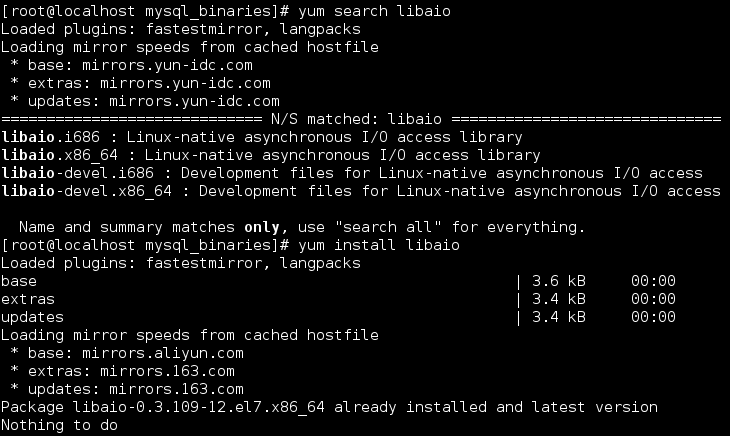 [root@localhost mysql_binaries]# yum search libaio
Loaded plugins: fastestmirror, langpacks
Loading mirror speeds from cached hostfile
 * base: mirrors.yun-idc.com
 * extras: mirrors.yun-idc.com
 * updates: mirrors.yun-idc.com
============================= N/S matched: libaio ==============================
libaio.i686 : Linux-native asynchronous I/O access library
libaio.x86_64 : Linux-native asynchronous I/O access library
libaio-devel.i686 : Development files for Linux-native asynchronous I/O access
libaio-devel.x86_64 : Development files for Linux-native asynchronous I/O access

  Name and summary matches only, use "search all" for everything.
[root@localhost mysql_binaries]# yum install libaio
Loaded plugins: fastestmirror, langpacks
base                                                     | 3.6 kB     00:00
extras                                                   | 3.4 kB     00:00
updates                                                  | 3.4 kB     00:00
Loading mirror speeds from cached hostfile
 * base: mirrors.aliyun.com
 * extras: mirrors.163.com
 * updates: mirrors.163.com
Package libaio-0.3.109-12.el7.x86_64 already installed and latest version
Nothing to do